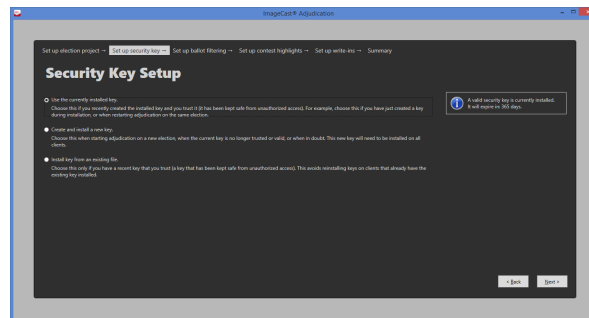 ImageCast® Adjudication
Set up election project → Set up security key → Set up ballot filtering → Set up contest highlights → Set up write-ins → Summary
Security Key Setup
Use the currently installed key.
Choose this if you recently created the installed key and you trust it (it has been kept safe from unauthorized access). For example, choose this if you have just created a key
during installation, or when restarting adjudication on the same election.
A valid security key is currently installed.
It will expire in 365 days.
Create and install a new key.
Choose this when starting adjudication on a new election, when the current key is no longer trusted or valid, or when in doubt. This new key will need to be installed on all
clients.
Install key from an existing file.
Choose this only if you have a recent key that you trust (a key that has been kept safe from unauthorized access). This avoids reinstalling keys on clients that already have the
existing key installed.
< Back
Next >